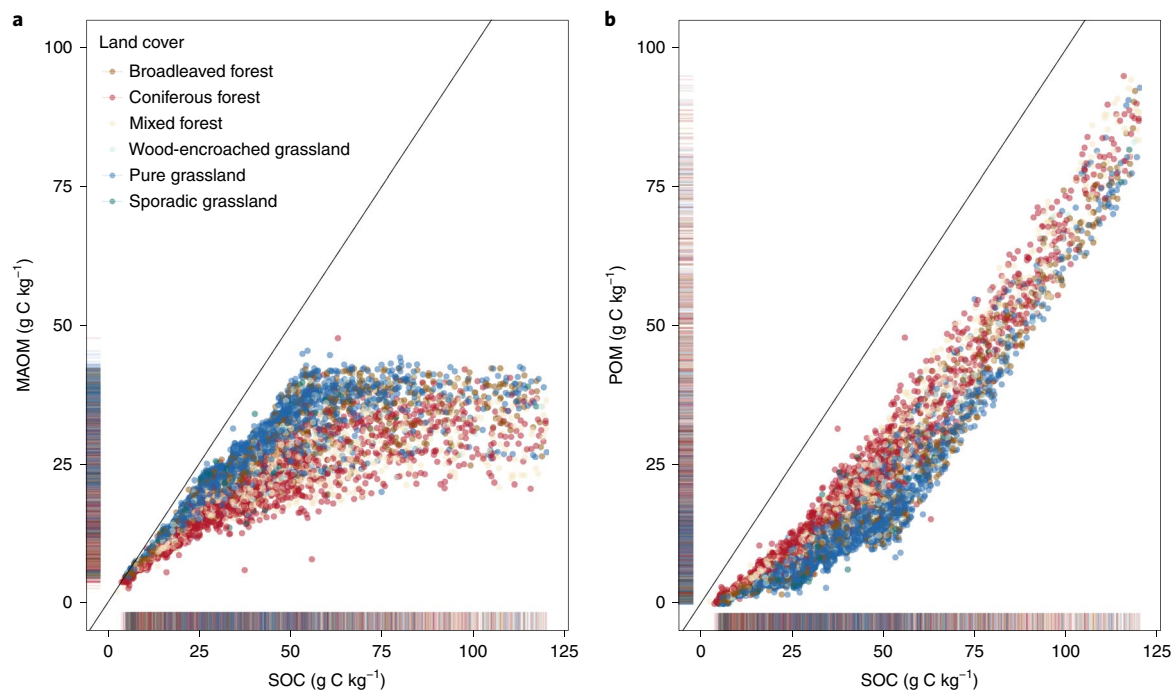 a
Land cover
Broadleaved forest
Coniferous forest
Mixed forest
Wood-encroached grassland
Pure grassland
Sporadic grassland
100
75
50
25
0
MAOM (g C kg⁻¹)
0 25 50 75 100 125
SOC (g C kg⁻¹)
b
100
75
50
25
0
POM (g C kg⁻¹)
0 25 50 75 100 125
SOC (g C kg⁻¹)